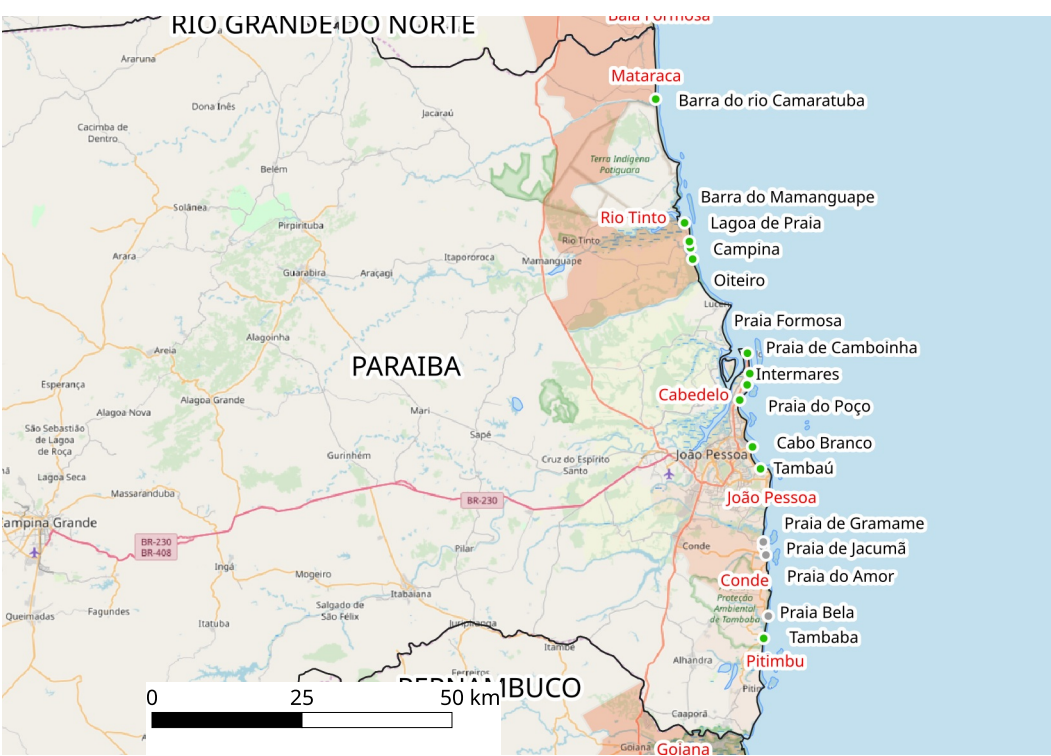 Baía Formosa
RIO GRANDE DO NORTE
Araruna
Mataraca
Barra do rio Camaratuba
Dona Inês
Jacaraú
Cacimba de
Dentro
Terra Indígena
Potiguara
Belém
Barra do Mamanguape
Solânea
Rio Tinto
Lagoa de Praia
Pirpirituba
Rio Tinto
Campina
Arara
Itapororoca
Mamanguape
Guarabira
Araçagi
Oiteiro
Lucen
Praia Formosa
Alagoinha
Praia de Camboinha
Areia
PARAIBA
Intermares
Esperança
Cabedelo
Alagoa Grande
Praia do Poço
Alagoa Nova
Mari
São Sebastião
de Lagoa
de Roça
Sapé
Cabo Branco
Gurinhém
João Pessoa
Cruz do Espírito
Santo
Tambaú
Lagoa Seca
Massaranduba
João Pessoa
BR-230
Campina Grande
Praia de Gramame
BR-230
BR-408
Pilar
Conde
Praia de Jacumã
Ingá
Mogeiro
Praia do Amor
Conde
Itabaiana
Proteção
Ambiental
de Tambaba
Fagundes
Salgado de
São Félix
Praia Bela
Queimadas
Itatuba
Juripiranga
Tambaba
Itambé
Alhandra
Pitimbu
Ferreiros
PERNAMBUCO
Pitim
0 25 50 km
Caaporã
Goiana
Goiana